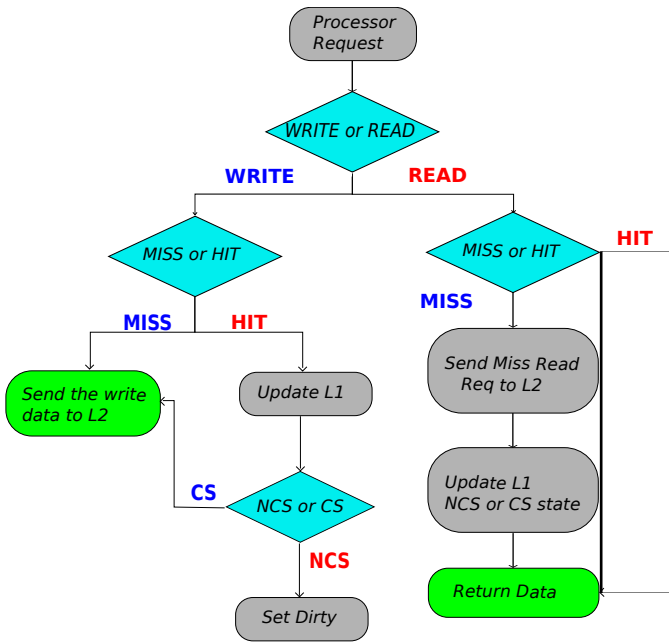 Processor
Request
WRITE or READ
WRITE
READ
MISS or HIT
MISS or HIT
HIT
MISS
HIT
MISS
Send the write
data to L2
Update L1
Send Miss Read
Req to L2
CS
NCS or CS
Update L1
NCS or CS state
NCS
Set Dirty
Return Data